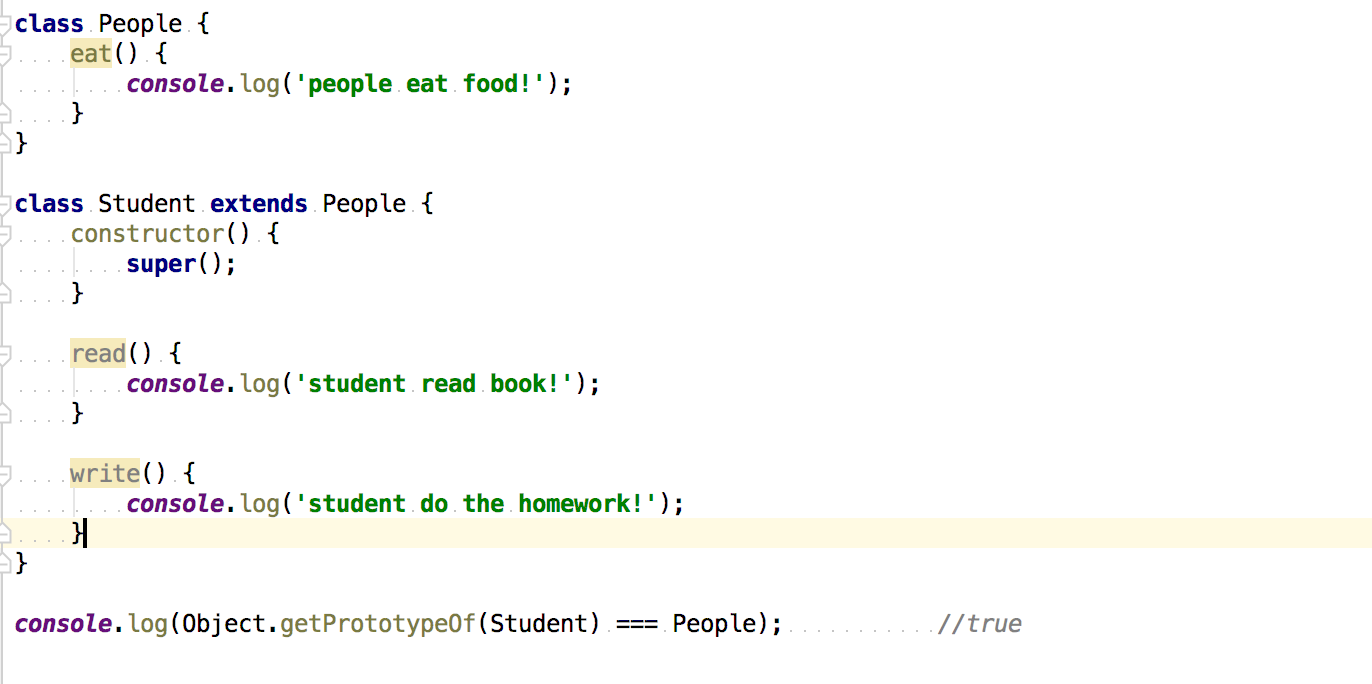 class People {
    eat() {
        console.log('people eat food!');
    }
}
class Student extends People {
    constructor() {
        super();
    }
    read() {
        console.log('student read book!');
    }
    write() {
        console.log('student do the homework!');
    }
}
console.log(Object.getPrototypeOf(Student) === People);           //true